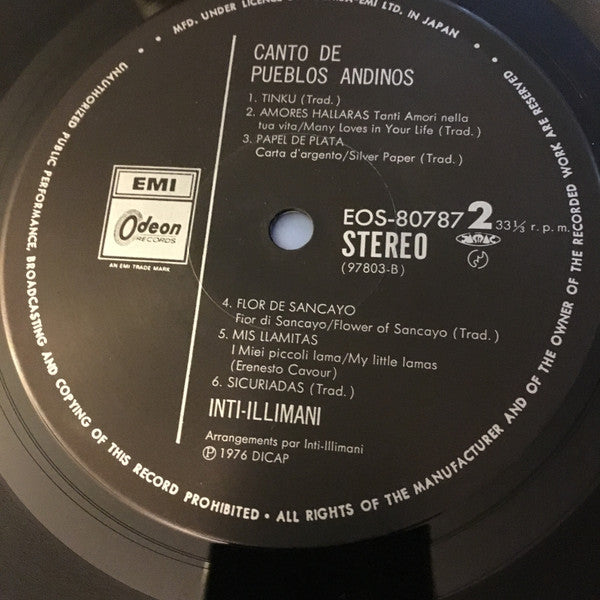 MFD. UNDER LICENCE
EMI LTD. IN JAPAN
CANTO DE
PUEBLOS ANDINOS
1. TINKU (Trad.)
2. AMORES HALLARAS Tanti Amori nella
tua vita/Many Loves in Your Life (Trad.)
3. PAPEL DE PLATA
Carta d'argento/Silver Paper (Trad.)
EMI
Odeon
RECORDS
AN EMI TRADE MARK
EOS-80787 2 33⅓ r.p.m.
STEREO
(97803-B)
4. FLOR DE SANCAYO
Fior di Sancayo/Flower of Sancayo (Trad.)
5. MIS LLAMITAS
I Miei piccoli lama/My little lamas
(Erenesto Cavour)
6. SICURIADAS (Trad.)
INTI-ILLIMANI
Arrangements par Inti-Illimani
Ⓟ 1976 DICAP
UNAUTHORIZED PUBLIC PERFORMANCE, BROADCASTING AND COPYING OF THIS RECORD PROHIBITED • ALL RIGHTS OF THE MANUFACTURER AND OF THE OWNER OF THE RECORDED WORK ARE RESERVED